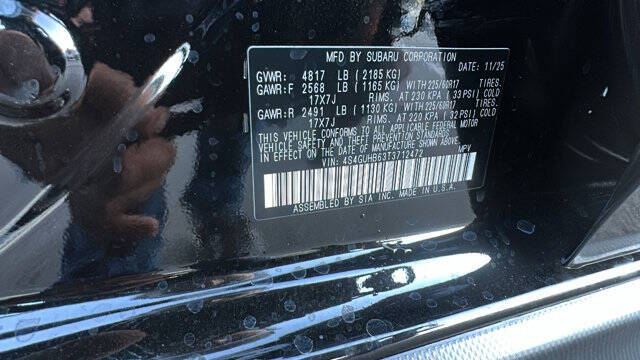 MFD BY SUBARU CORPORATION
DATE: 11/25
GVWR: 4817 LB (2185 KG)
GAWR:F 2568 LB (1165 KG) WITH 225/60R17 TIRES.
17X7J RIMS. AT 230 KPA (33 PSI) COLD
GAWR:R 2491 LB (1130 KG) WITH 225/60R17 TIRES.
17X7J RIMS. AT 220 KPA (32 PSI) COLD
THIS VEHICLE CONFORMS TO ALL APPLICABLE FEDERAL MOTOR
VEHICLE SAFETY AND THEFT PREVENTION STANDARDS
IN EFFECT ON THE DATE OF MANUFACTURE SHOWN ABOVE.
VIN: 4S4GUHB63T3712472 MPV
ASSEMBLED BY SIA INC. MADE IN U.S.A.